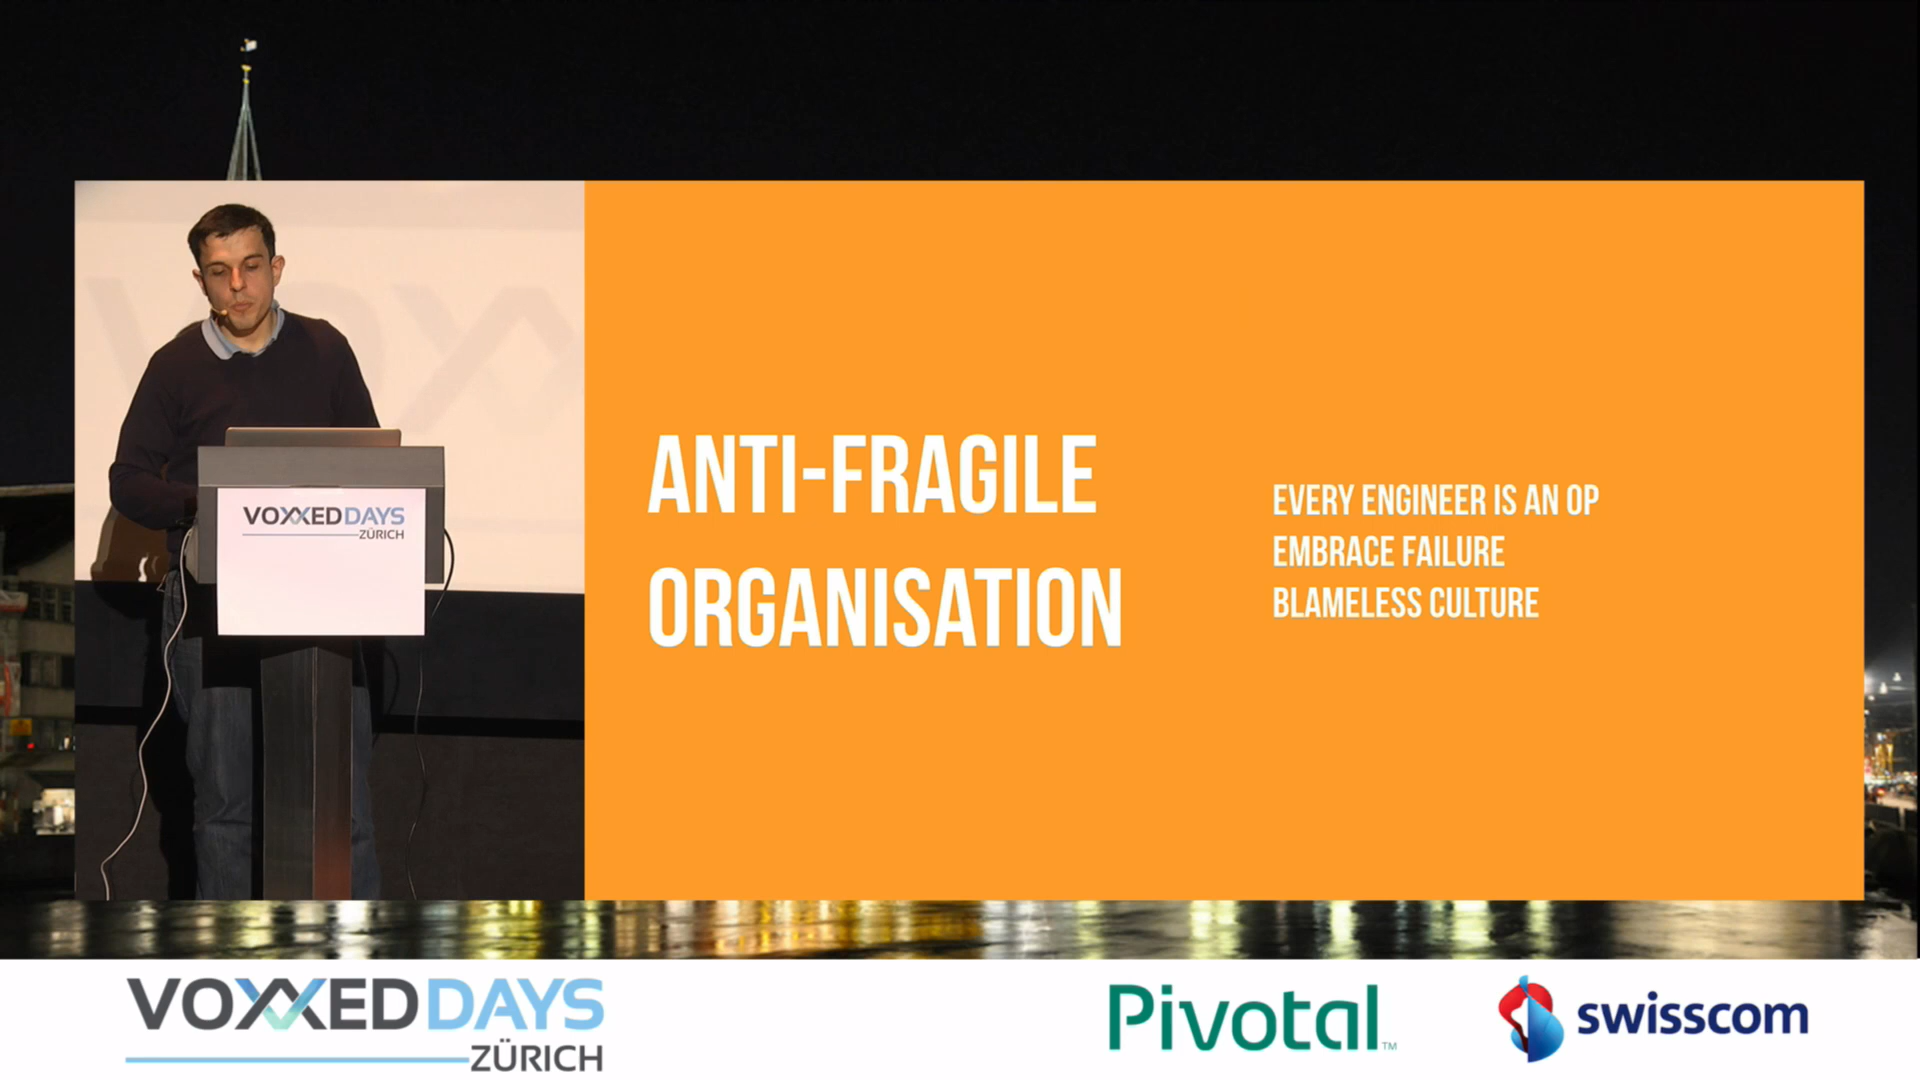 VOXXED DAYS
ZÜRICH
ANTI-FRAGILE
ORGANISATION
EVERY ENGINEER IS AN OP
EMBRACE FAILURE
BLAMELESS CULTURE
VOXXED DAYS
ZÜRICH
Pivotal™
swisscom